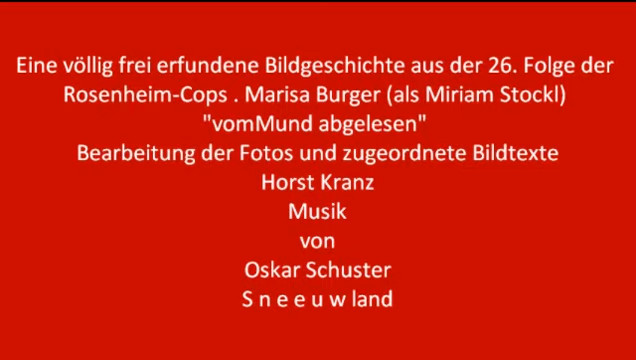 Eine völlig frei erfundene Bildgeschichte aus der 26. Folge der
Rosenheim-Cops . Marisa Burger (als Miriam Stockl)
"vomMund abgelesen"
Bearbeitung der Fotos und zugeordnete Bildtexte
Horst Kranz
Musik
von
Oskar Schuster
S n e e u w land